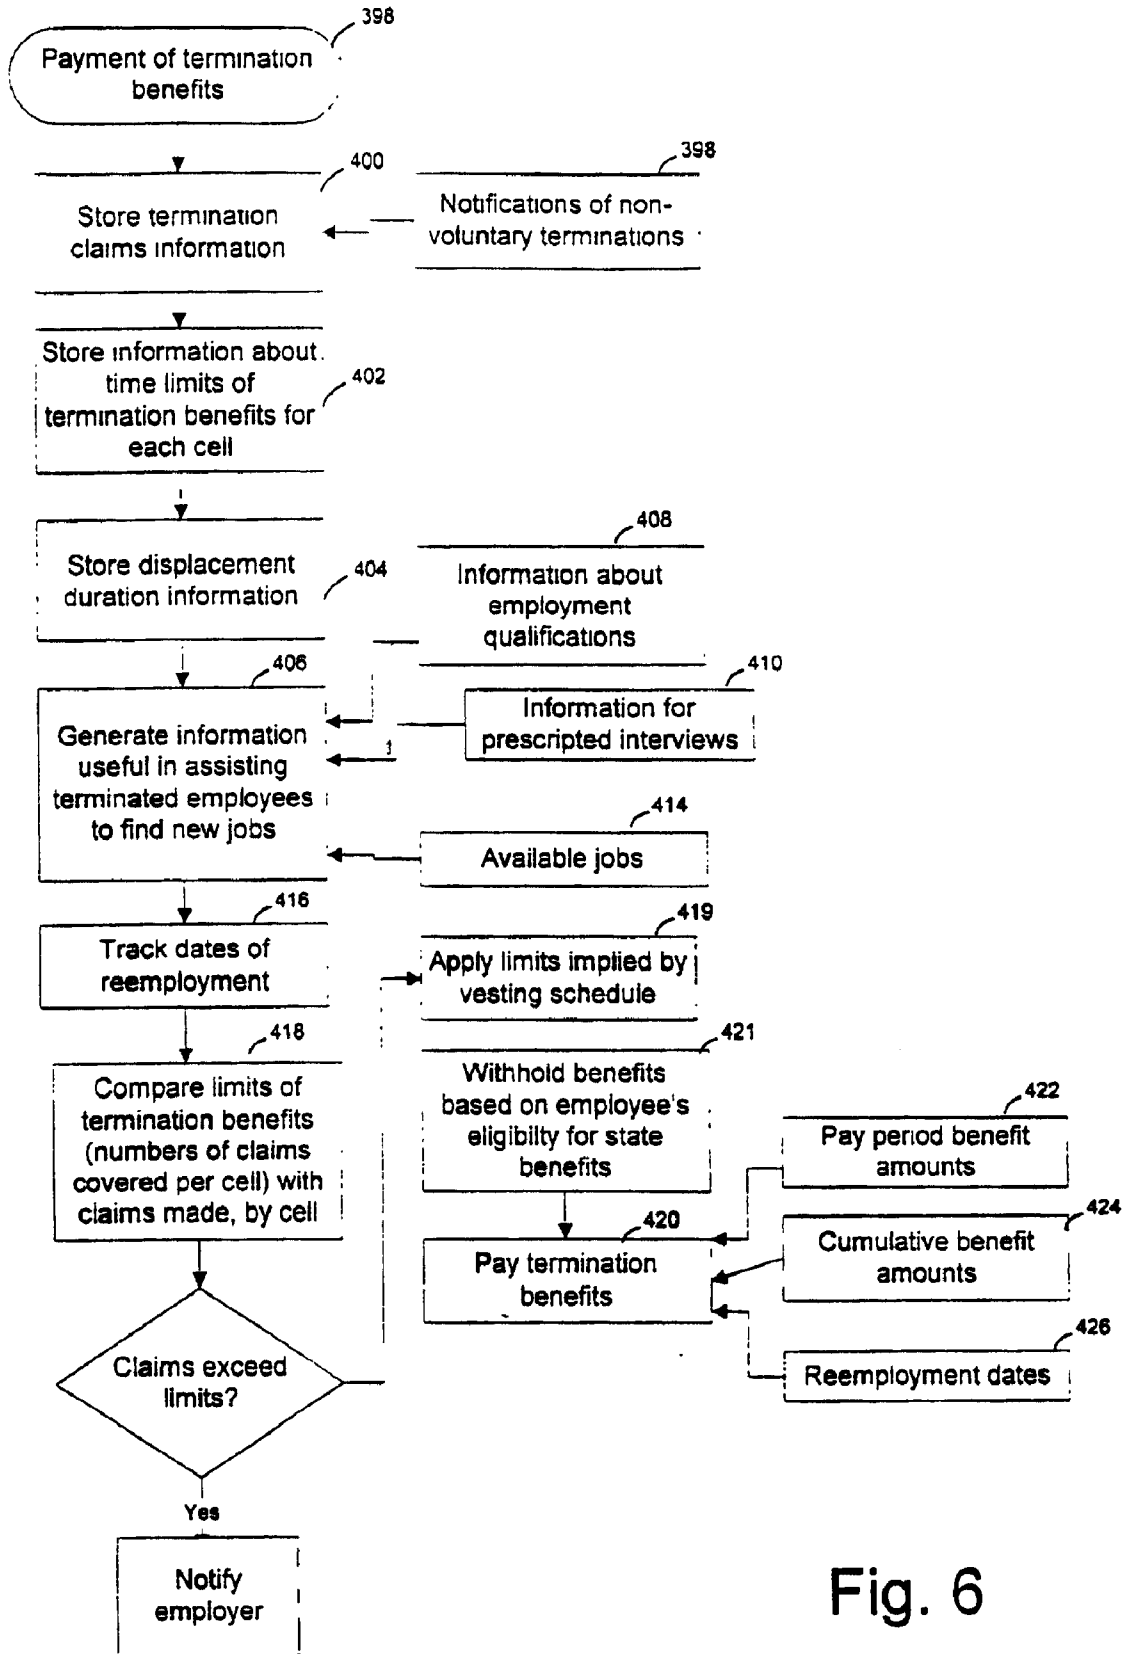 398
Payment of termination
benefits
400
Store termination
claims information
398
Notifications of non-
voluntary terminations
Store information about
time limits of
termination benefits for
each cell
402
Store displacement
duration information
404
408
Information about
employment
qualifications
406
Generate information
useful in assisting
terminated employees
to find new jobs
410
Information for
prescripted interviews
414
Available jobs
416
Track dates of
reemployment
419
Apply limits implied by
vesting schedule
418
Compare limits of
termination benefits
(numbers of claims
covered per cell) with
claims made, by cell
421
Withhold benefits
based on employee's
eligibilty for state
benefits
422
Pay period benefit
amounts
420
Pay termination
benefits
424
Cumulative benefit
amounts
426
Reemployment dates
Claims exceed
limits?
Yes
Notify
employer
Fig. 6